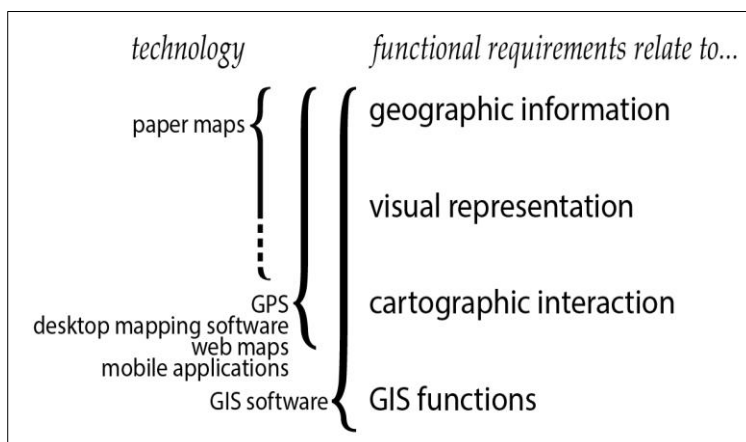 technology
functional requirements relate to...
paper maps
geographic information
visual representation
GPS
desktop mapping software
web maps
mobile applications
cartographic interaction
GIS software
GIS functions